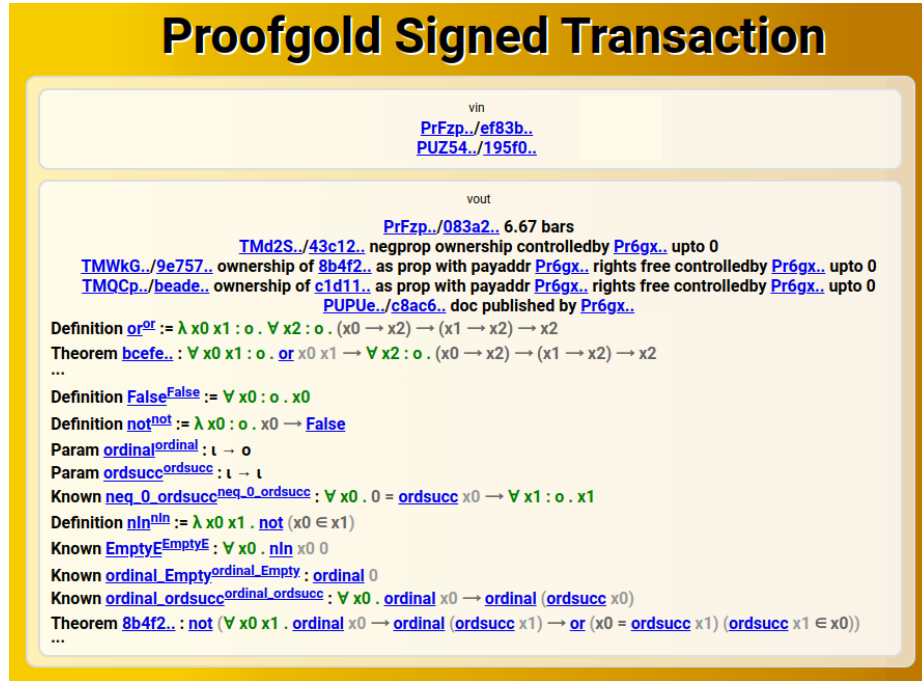 Proofgold Signed Transaction
vin
PrFzp../ef83b..
PUZ54../195f0..
vout
PrFzp../083a2.. 6.67 bars
TMd2S../43c12.. negprop ownership controlledby Pr6gx.. upto 0
TMWkG../9e757.. ownership of 8b4f2.. as prop with payaddr Pr6gx.. rights free controlledby Pr6gx.. upto 0
TMQCp../beade.. ownership of c1d11.. as prop with payaddr Pr6gx.. rights free controlledby Pr6gx.. upto 0
PUPUe../c8ac6.. doc published by Pr6gx..
Definition or^or := λ x0 x1 : ο . ∀ x2 : ο . (x0 ⟶ x2) ⟶ (x1 ⟶ x2) ⟶ x2
Theorem bcefe.. : ∀ x0 x1 : ο . or x0 x1 ⟶ ∀ x2 : ο . (x0 ⟶ x2) ⟶ (x1 ⟶ x2) ⟶ x2
...
Definition False^False := ∀ x0 : ο . x0
Definition not^not := λ x0 : ο . x0 ⟶ False
Param ordinal^ordinal : ι → ο
Param ordsucc^ordsucc : ι → ι
Known neq_0_ordsucc^neq_0_ordsucc : ∀ x0 . 0 = ordsucc x0 ⟶ ∀ x1 : ο . x1
Definition nIn^nIn := λ x0 x1 . not (x0 ∈ x1)
Known EmptyE^EmptyE : ∀ x0 . nIn x0 0
Known ordinal_Empty^ordinal_Empty : ordinal 0
Known ordinal_ordsucc^ordinal_ordsucc : ∀ x0 . ordinal x0 ⟶ ordinal (ordsucc x0)
Theorem 8b4f2.. : not (∀ x0 x1 . ordinal x0 ⟶ ordinal (ordsucc x1) ⟶ or (x0 = ordsucc x1) (ordsucc x1 ∈ x0))
...